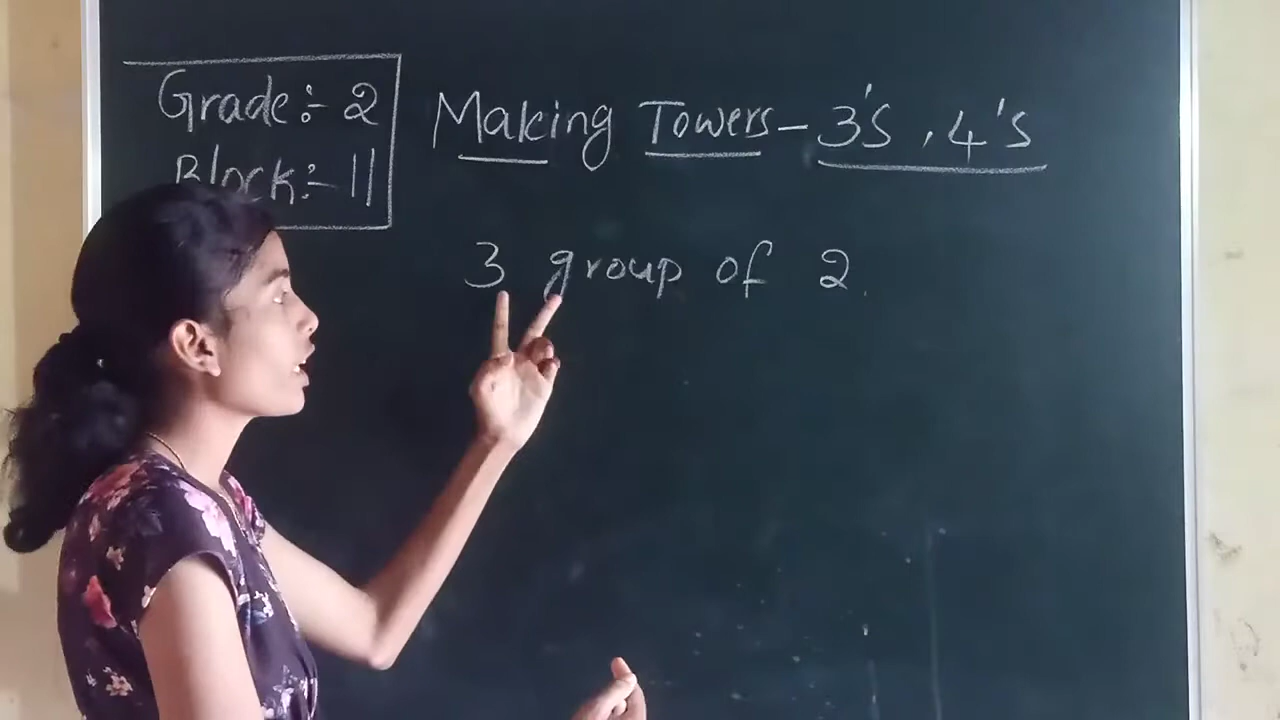 Grade:- 2
Block:- 11
Making Towers - 3's, 4's
3 group of 2